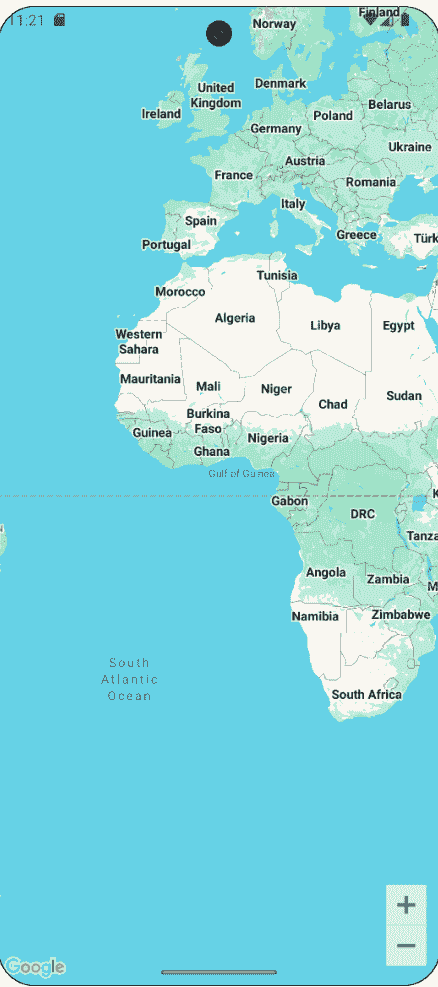 11:21
Finland
Norway
Denmark
United
Kingdom
Ireland
Belarus
Poland
Germany
Ukraine
Austria
France
Romania
Italy
Spain
Greece
Türk
Portugal
Tunisia
Morocco
Algeria
Libya
Egypt
Western
Sahara
Mauritania
Mali
Niger
Chad
Sudan
Burkina
Faso
Guinea
Nigeria
Ghana
Gulf of Guinea
K
Gabon
DRC
Tanza
Angola
Zambia
M
Namibia
Zimbabwe
South
Atlantic
Ocean
South Africa
+
−
Google